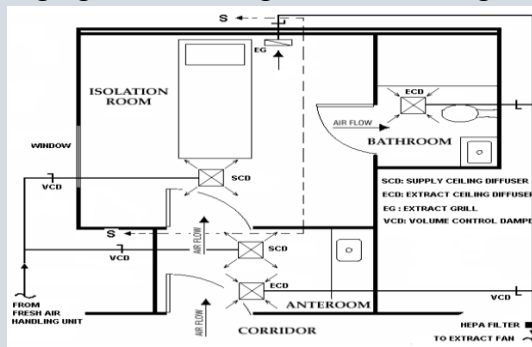 S
EG
ISOLATION
ROOM
ECD
AIR FLOW
BATHROOM
L
WINDOW
VCD
SCD
SCD: SUPPLY CEILING DIFFUSER
ECD: EXTRACT CEILING DIFFUSE
EG : EXTRACT GRILL
VCD: VOLUME CONTROL DAMPE
S
AIR FLOW
VCD
SCD
ECD
VCD
FROM
FRESH AIR
HANDLING UNIT
AIR FLOW
ANTEROOM
CORRIDOR
HEPA FILTER
TO EXTRACT FAN